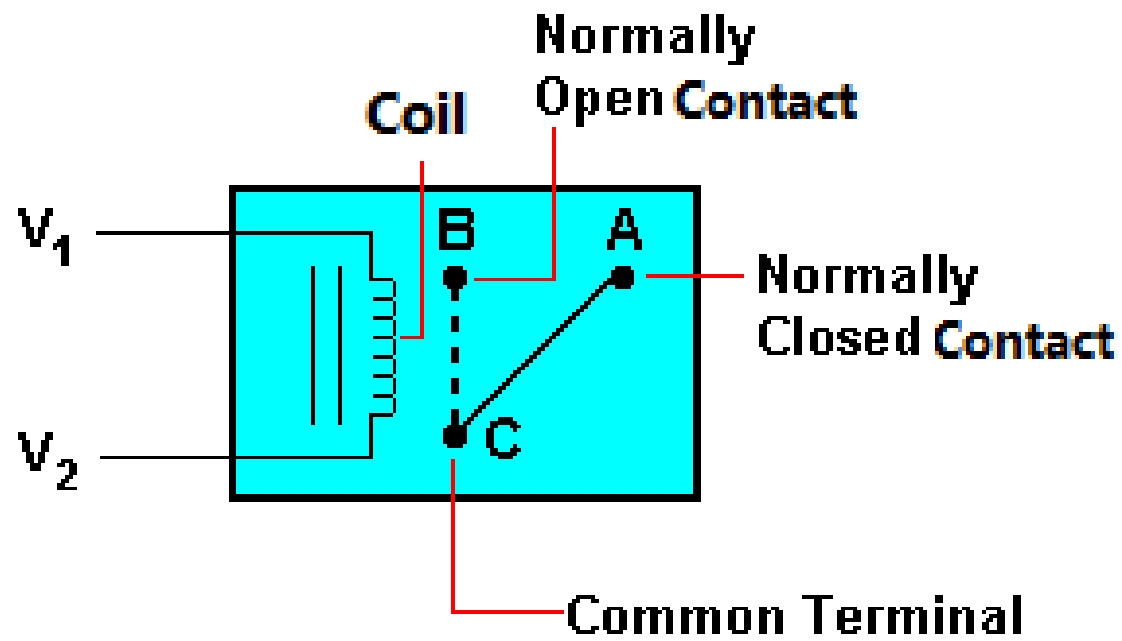 Normally
Open Contact
Coil
V1
B
A
Normally
Closed Contact
C
V2
Common Terminal